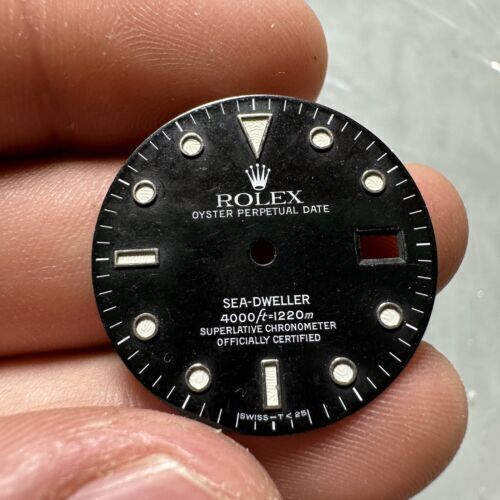 ROLEX
OYSTER PERPETUAL DATE
SEA-DWELLER
4000ft=1220m
SUPERLATIVE CHRONOMETER
OFFICIALLY CERTIFIED
SWISS-T<25